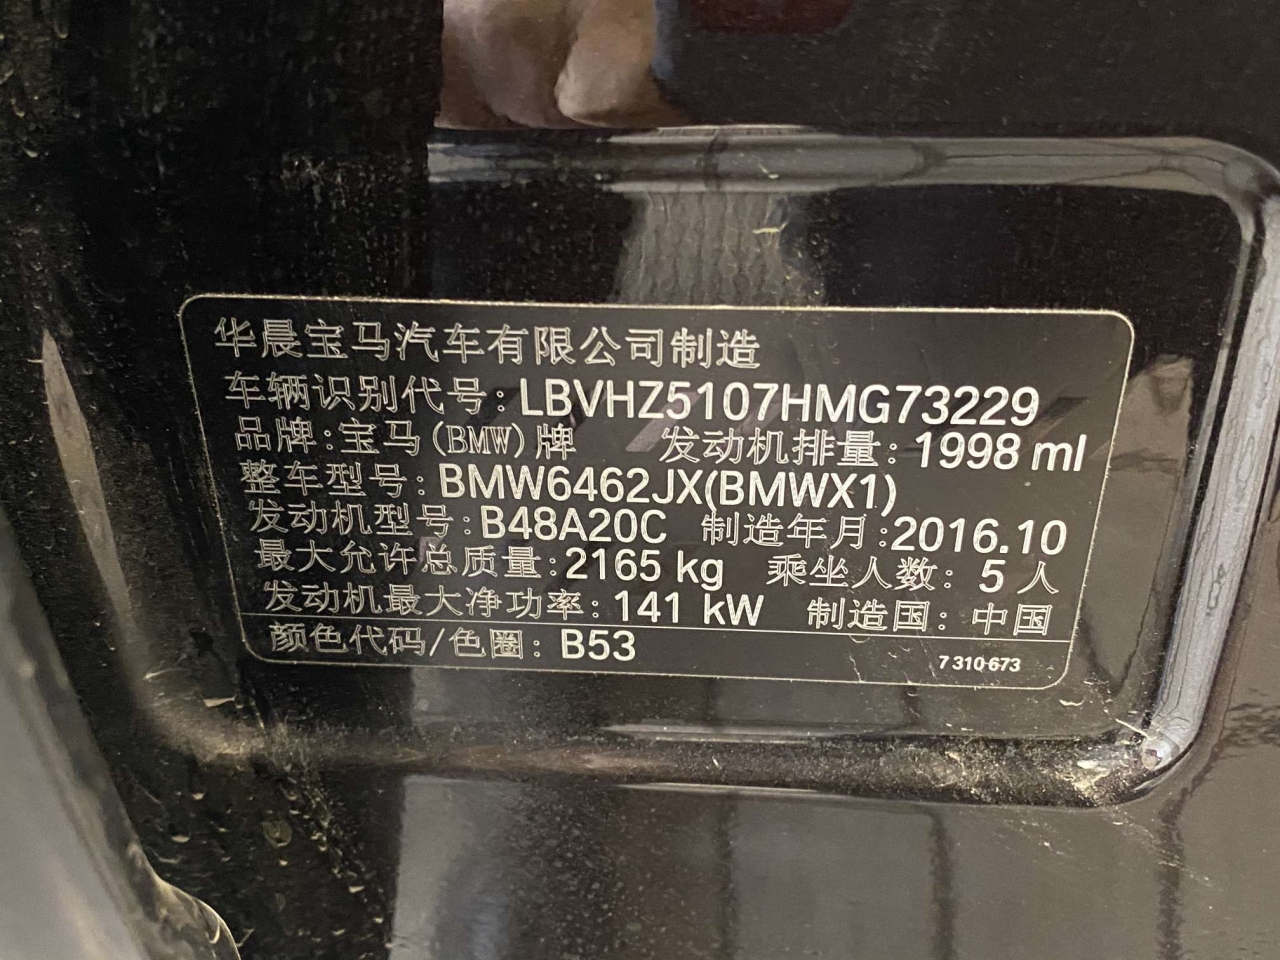 华晨宝马汽车有限公司制造
车辆识别代号: LBVHZ5107HMG73229
品牌: 宝马(BMW)牌 发动机排量: 1998 ml
整车型号: BMW6462JX(BMWX1)
发动机型号: B48A20C 制造年月: 2016.10
最大允许总质量: 2165 kg 乘坐人数: 5 人
发动机最大净功率: 141 kW 制造国: 中国
颜色代码/色圈: B53 7 310 673